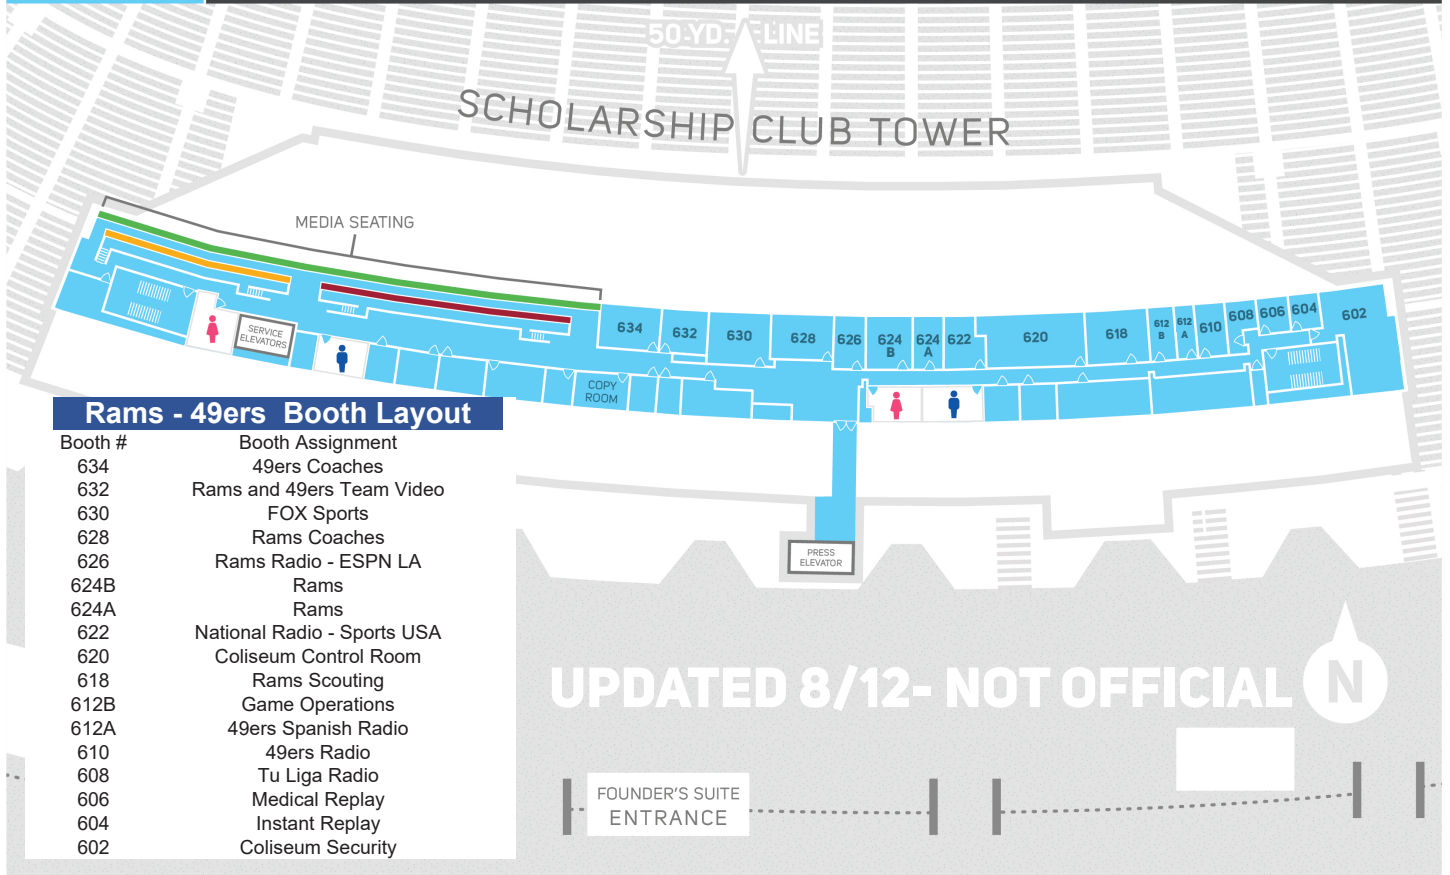 50 YD. LINE
SCHOLARSHIP CLUB TOWER
MEDIA SEATING
SERVICE
ELEVATORS
634
632
630
628
626
624
B
624
A
622
620
618
612
B
612
A
610
608
606
604
602
COPY
ROOM
PRESS
ELEVATOR
Rams - 49ers Booth Layout
Booth # Booth Assignment
634 49ers Coaches
632 Rams and 49ers Team Video
630 FOX Sports
628 Rams Coaches
626 Rams Radio - ESPN LA
624B Rams
624A Rams
622 National Radio - Sports USA
620 Coliseum Control Room
618 Rams Scouting
612B Game Operations
612A 49ers Spanish Radio
610 49ers Radio
608 Tu Liga Radio
606 Medical Replay
604 Instant Replay
602 Coliseum Security
UPDATED 8/12- NOT OFFICIAL
N
FOUNDER'S SUITE
ENTRANCE